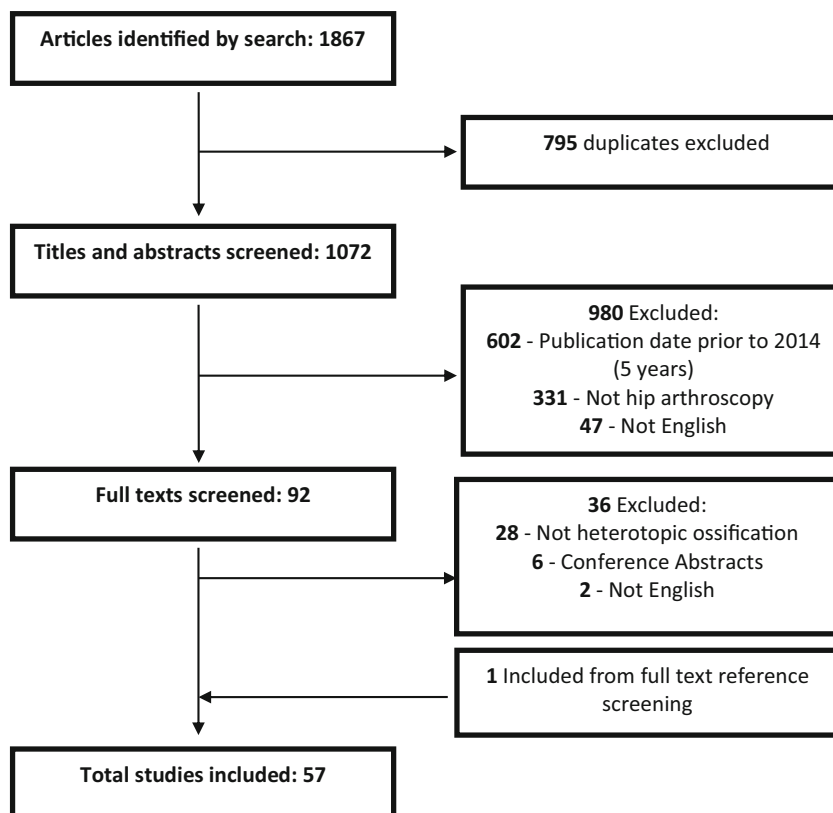 Articles identified by search: 1867
795 duplicates excluded
Titles and abstracts screened: 1072
980 Excluded:
602 - Publication date prior to 2014
(5 years)
331 - Not hip arthroscopy
47 - Not English
Full texts screened: 92
36 Excluded:
28 - Not heterotopic ossification
6 - Conference Abstracts
2 - Not English
1 Included from full text reference
screening
Total studies included: 57